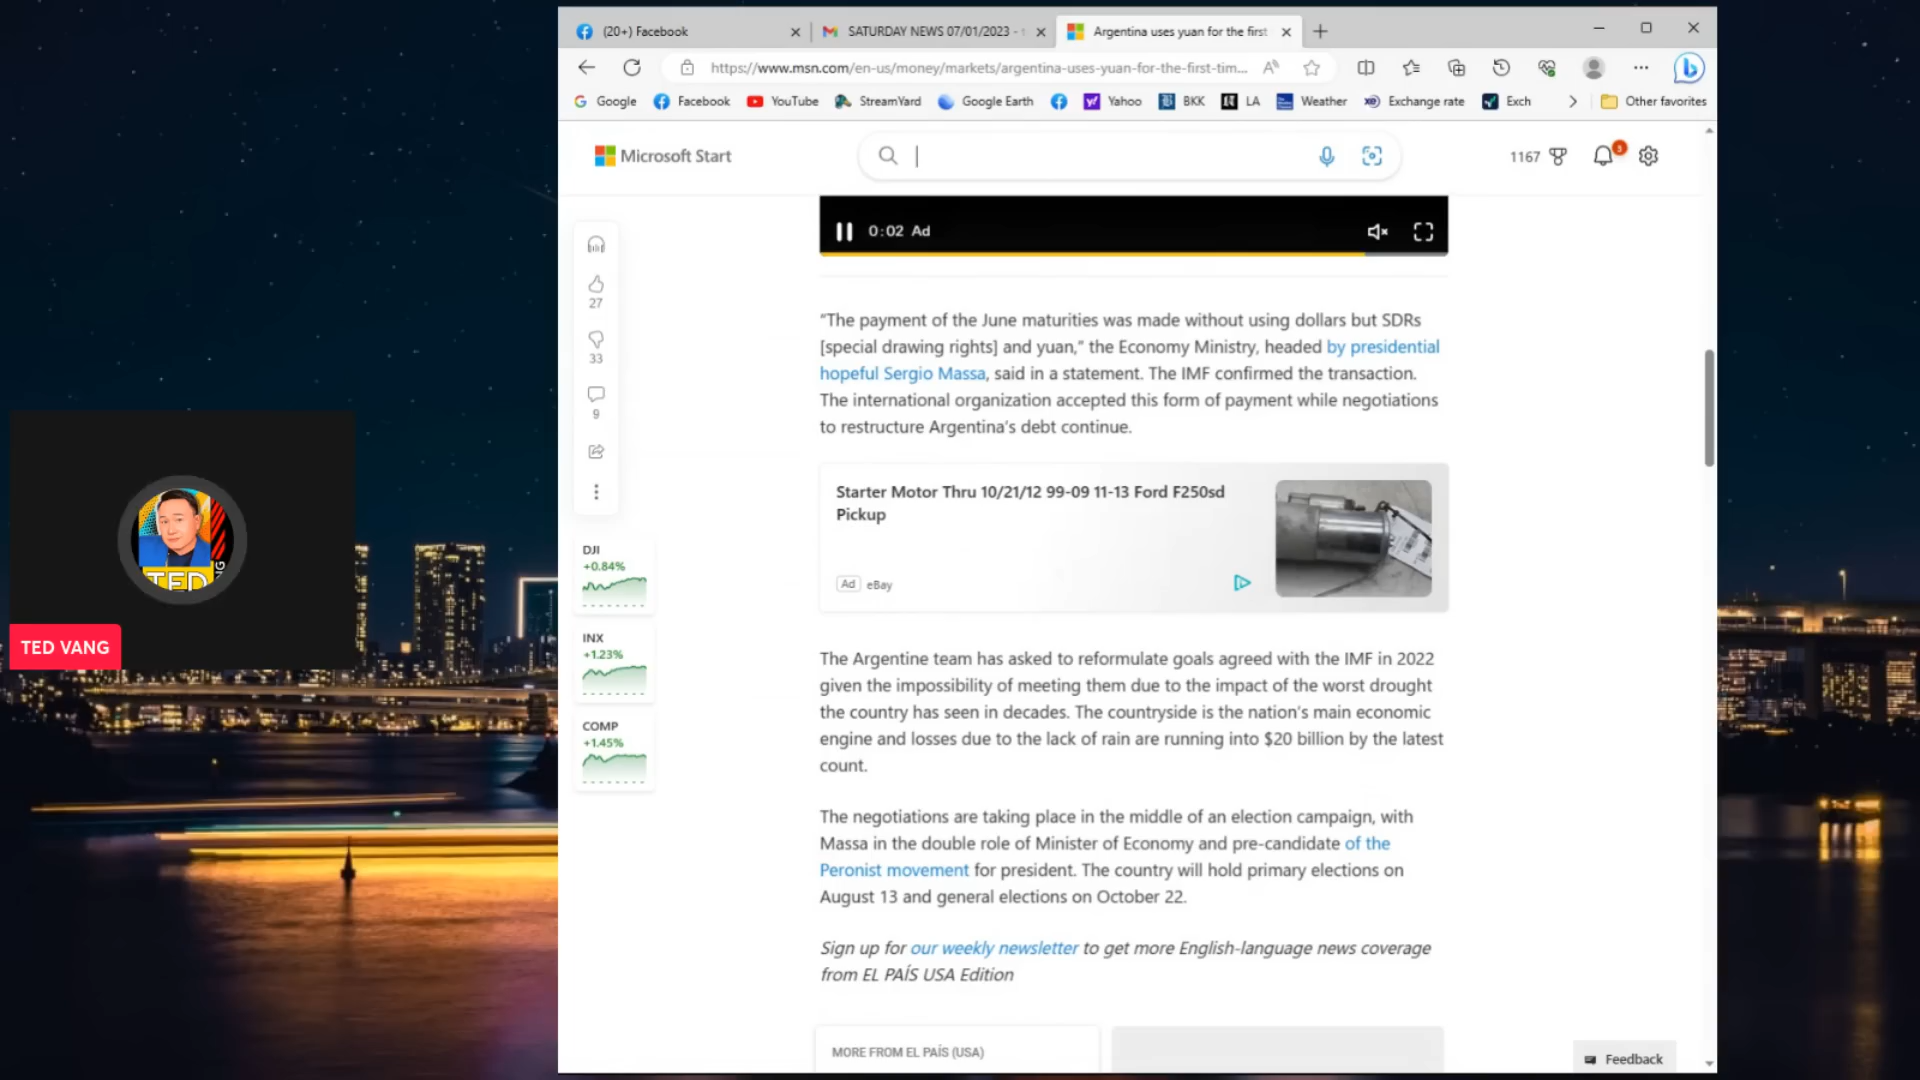 (20+) Facebook
SATURDAY NEWS 07/01/2023 -
Argentina uses yuan for the first
https://www.msn.com/en-us/money/markets/argentina-uses-yuan-for-the-first-tim...
Google
Facebook
YouTube
StreamYard
Google Earth
Yahoo
BKK
LA
Weather
Exchange rate
Exch
Other favorites
Microsoft Start
1167
3
0:02 Ad
27
33
9
"The payment of the June maturities was made without using dollars but SDRs
[special drawing rights] and yuan," the Economy Ministry, headed by presidential
hopeful Sergio Massa, said in a statement. The IMF confirmed the transaction.
The international organization accepted this form of payment while negotiations
to restructure Argentina's debt continue.
Starter Motor Thru 10/21/12 99-09 11-13 Ford F250sd
Pickup
Ad eBay
DJI
+0.84%
INX
+1.23%
COMP
+1.45%
The Argentine team has asked to reformulate goals agreed with the IMF in 2022
given the impossibility of meeting them due to the impact of the worst drought
the country has seen in decades. The countryside is the nation's main economic
engine and losses due to the lack of rain are running into $20 billion by the latest
count.
The negotiations are taking place in the middle of an election campaign, with
Massa in the double role of Minister of Economy and pre-candidate of the
Peronist movement for president. The country will hold primary elections on
August 13 and general elections on October 22.
Sign up for our weekly newsletter to get more English-language news coverage
from EL PAÍS USA Edition
MORE FROM EL PAÍS (USA)
Feedback
TED
TED VANG